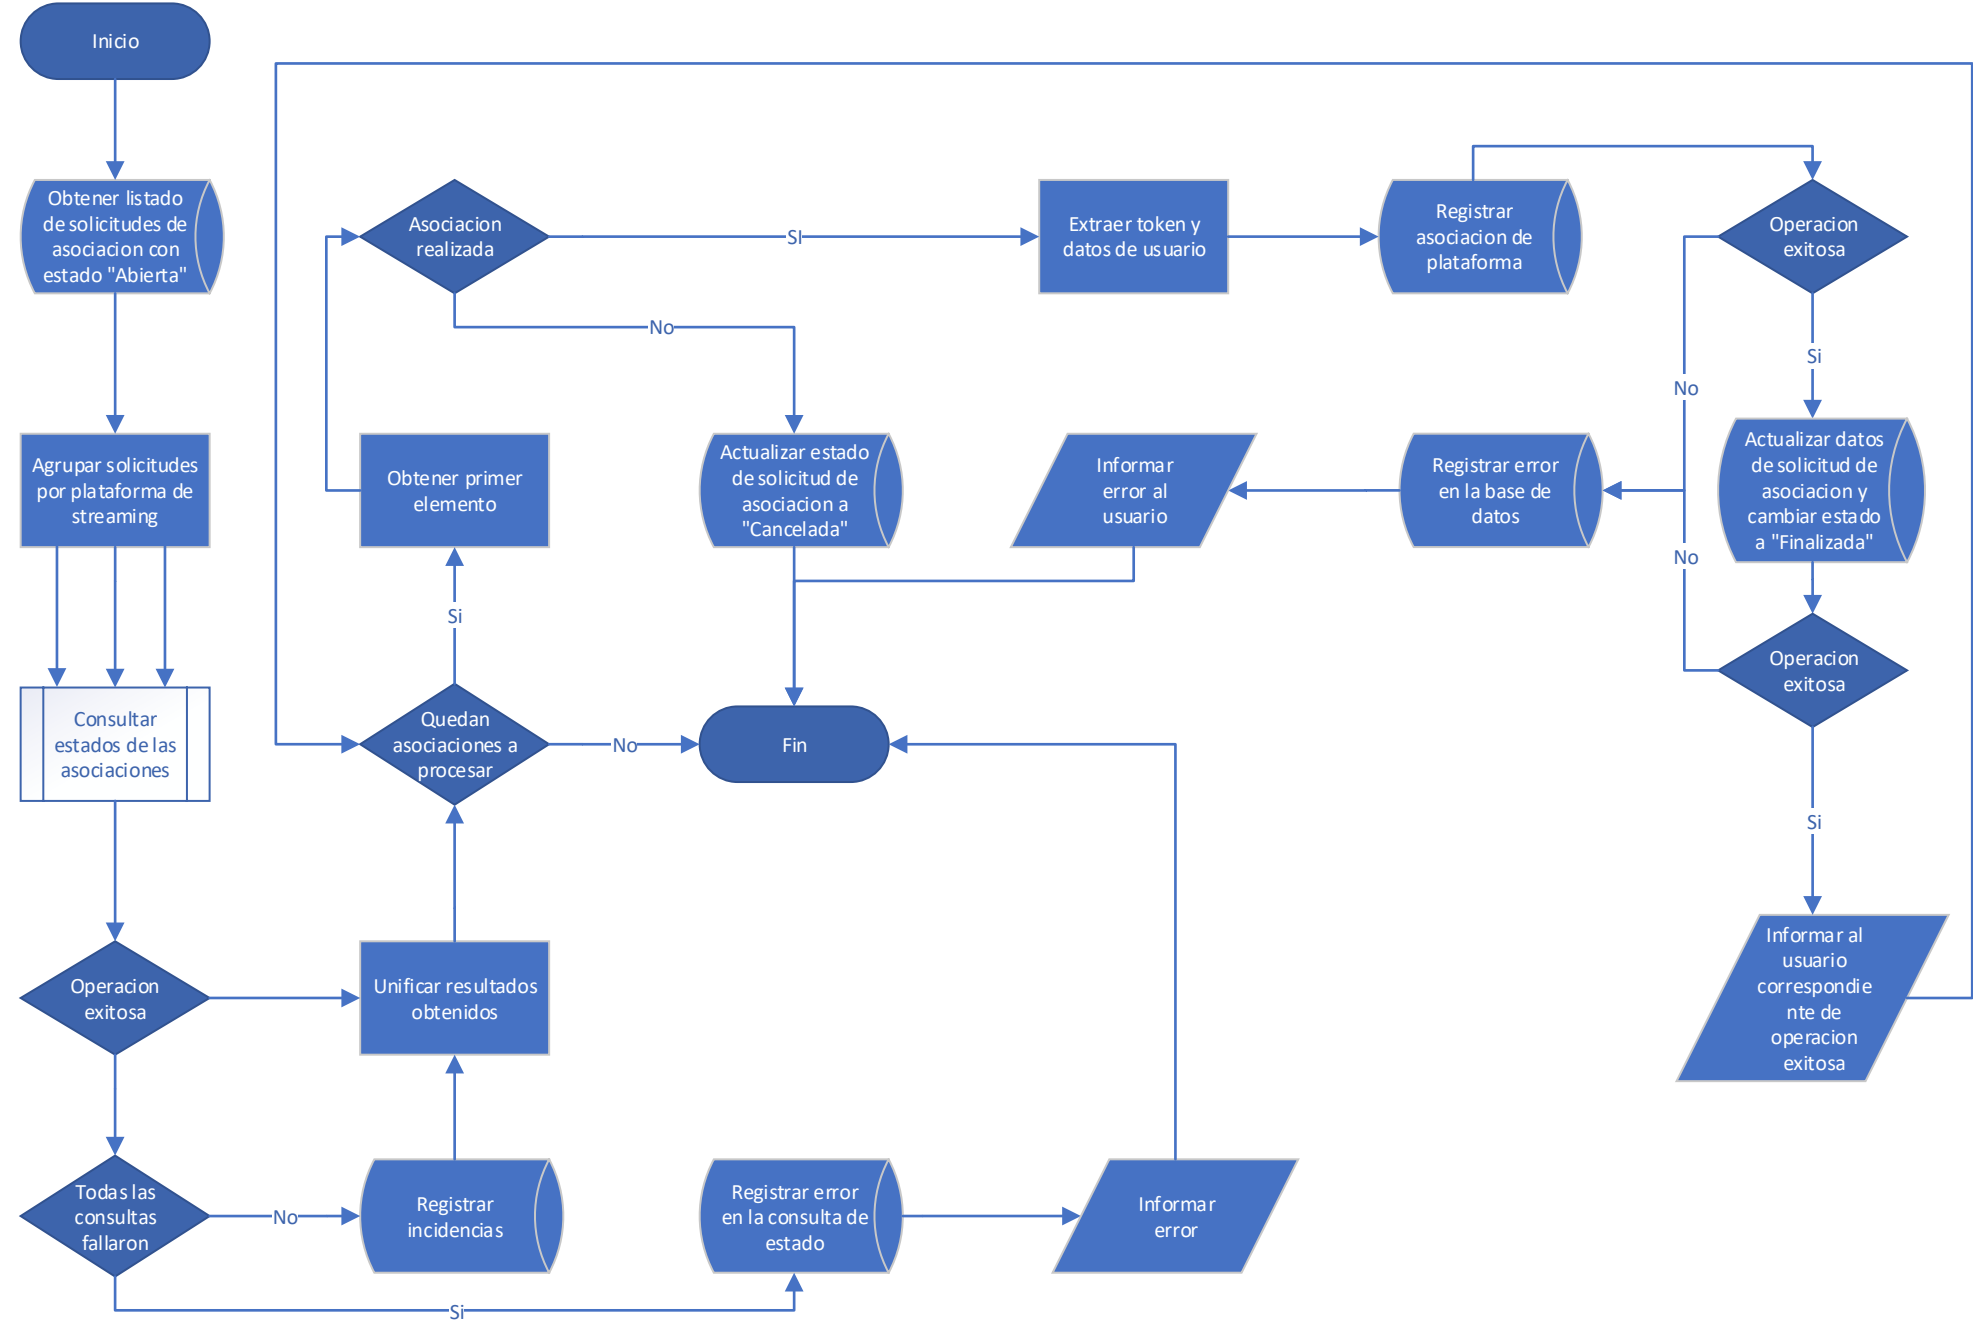 Inicio
Obtener listado
de solicitudes de
asociacion con
estado "Abierta"
Agrupar solicitudes
por plataforma de
streaming
Consultar
estados de las
asociaciones
Operacion
exitosa
Todas las
consultas
fallaron
No
Si
Registrar
incidencias
Unificar resultados
obtenidos
Quedan
asociaciones a
procesar
No
Si
Obtener primer
elemento
Asociacion
realizada
SI
No
Actualizar estado
de solicitud de
asociacion a
"Cancelada"
Fin
Registrar error
en la consulta de
estado
Informar
error
Extraer token y
datos de usuario
Registrar
asociacion de
plataforma
Operacion
exitosa
Si
No
Informar
error al
usuario
Registrar error
en la base de
datos
Actualizar datos
de solicitud de
asociacion y
cambiar estado
a "Finalizada"
No
Operacion
exitosa
Si
Informar al
usuario
correspondie
nte de
operacion
exitosa